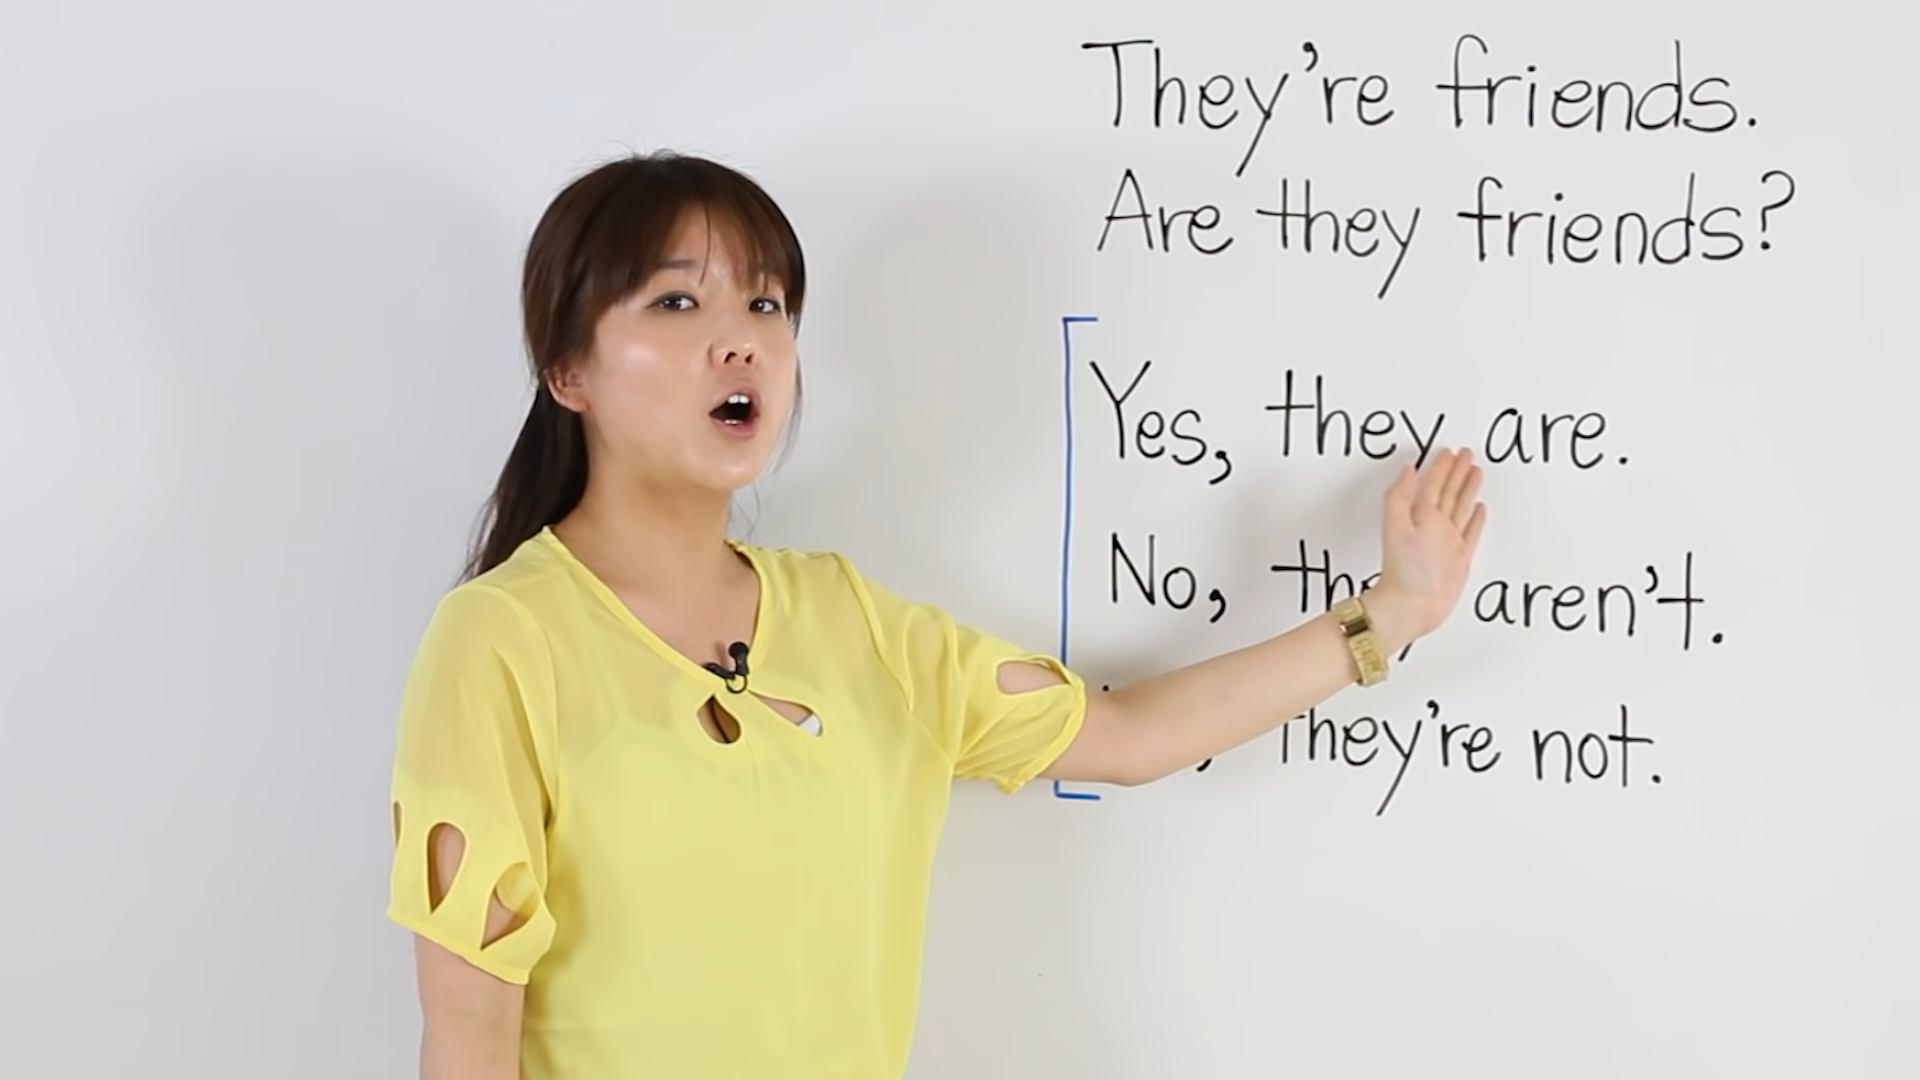 They're friends.
Are they friends?
Yes, they are.
No, aren't.
they're not.